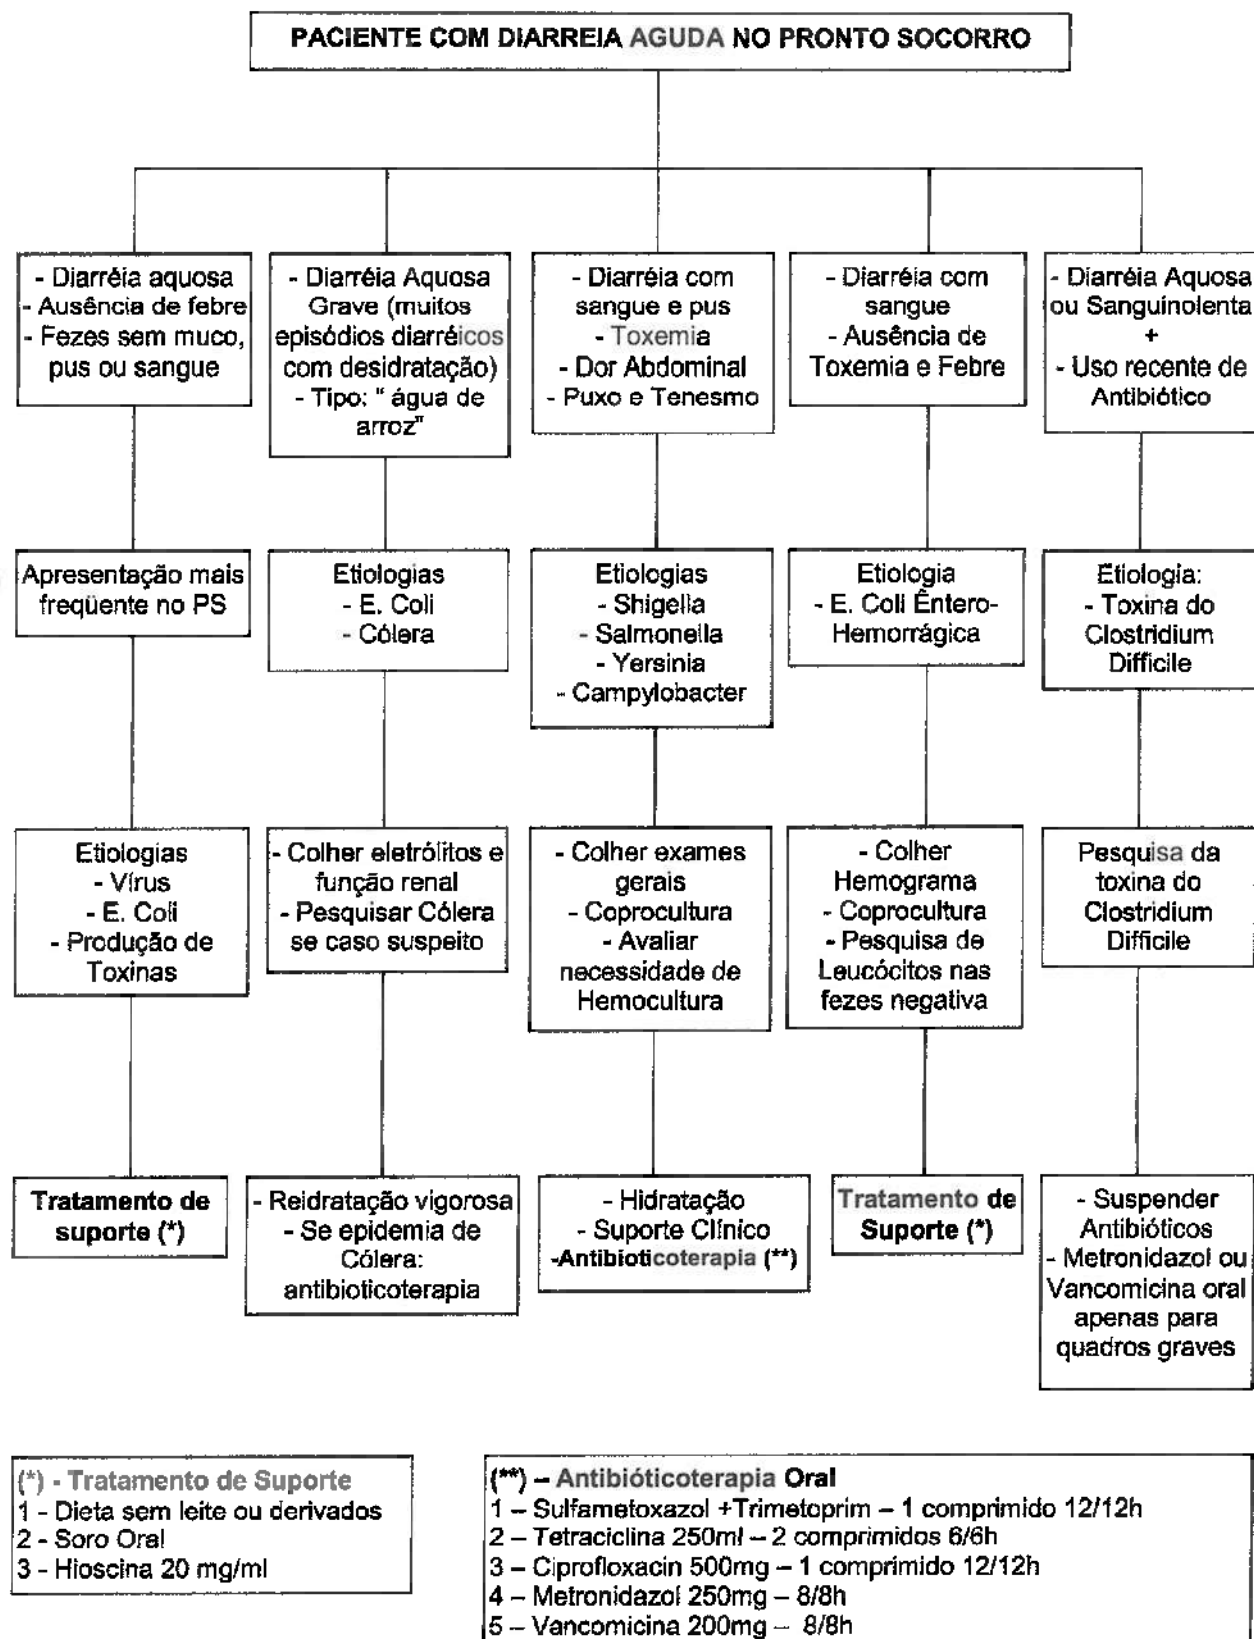 PACIENTE COM DIARREIA AGUDA NO PRONTO SOCORRO
- Diarréia aquosa
- Ausência de febre
- Fezes sem muco,
pus ou sangue
- Diarréia Aquosa
Grave (muitos
episódios diarréicos
com desidratação)
- Tipo: " água de
arroz"
- Diarréia com
sangue e pus
- Toxemia
- Dor Abdominal
- Puxo e Tenesmo
- Diarréia com
sangue
- Ausência de
Toxemia e Febre
- Diarréia Aquosa
ou Sanguínolenta
+
- Uso recente de
Antibiótico
Apresentação mais
freqüente no PS
Etiologias
- E. Coli
- Cólera
Etiologias
- Shigella
- Salmonella
- Yersinia
- Campylobacter
Etiologia
- E. Coli Êntero-
Hemorrágica
Etiologia:
- Toxina do
Clostridium
Difficile
Etiologias
- Vírus
- E. Coli
- Produção de
Toxinas
- Colher eletrólitos e
função renal
- Pesquisar Cólera
se caso suspeito
- Colher exames
gerais
- Coprocultura
- Avaliar
necessidade de
Hemocultura
- Colher
Hemograma
- Coprocultura
- Pesquisa de
Leucócitos nas
fezes negativa
Pesquisa da
toxina do
Clostridium
Difficile
Tratamento de
suporte (*)
- Reidratação vigorosa
- Se epidemia de
Cólera:
antibioticoterapia
- Hidratação
- Suporte Clínico
-Antibioticoterapia (**)
Tratamento de
Suporte (*)
- Suspender
Antibióticos
- Metronidazol ou
Vancomicina oral
apenas para
quadros graves
(*) - Tratamento de Suporte
1 - Dieta sem leite ou derivados
2 - Soro Oral
3 - Hioscina 20 mg/ml
(**) – Antibióticoterapia Oral
1 – Sulfametoxazol +Trimetoprim – 1 comprimido 12/12h
2 – Tetraciclina 250ml – 2 comprimidos 6/6h
3 – Ciprofloxacin 500mg – 1 comprimido 12/12h
4 – Metronidazol 250mg – 8/8h
5 – Vancomicina 200mg – 8/8h